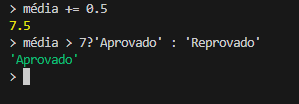 > média += 0.5
7.5
> média > 7?'Aprovado' : 'Reprovado'
'Aprovado'
>